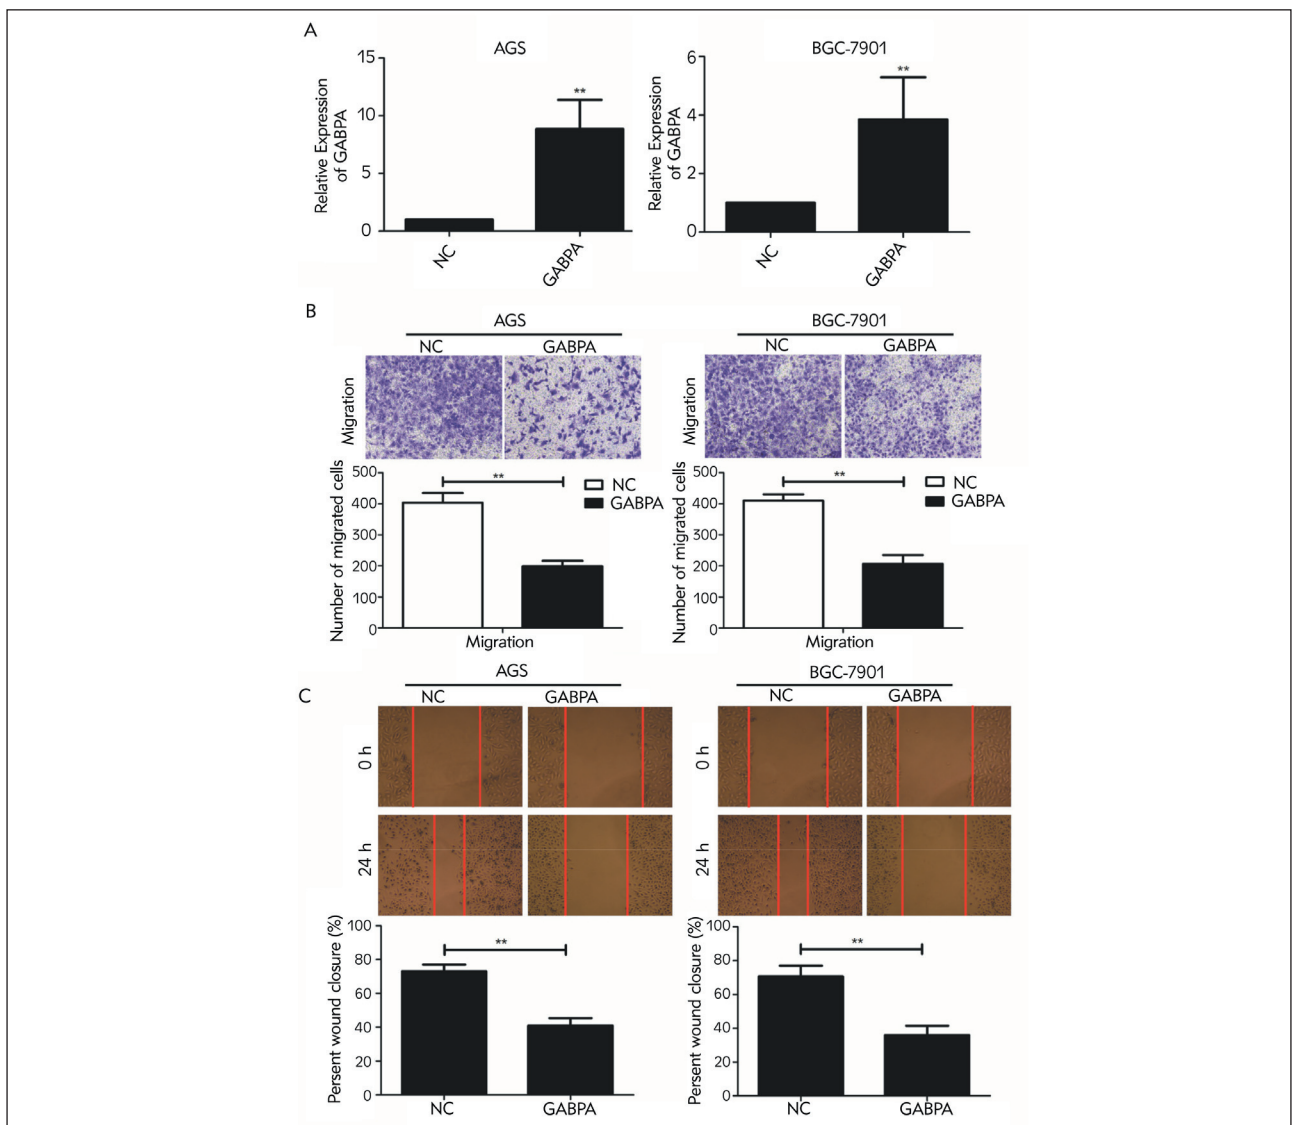 A
AGS
Relative Expression
of GABPA
15
10
5
0
**
NC
GABPA
BGC-7901
Relative Expression
of GABPA
6
4
2
0
**
NC
GABPA
B
AGS
NC GABPA
Migration
BGC-7901
NC GABPA
Migration
Number of migrated cells
500
400
300
200
100
0
**
NC
GABPA
Migration
Number of migrated cells
500
400
300
200
100
0
**
NC
GABPA
Migration
C
AGS
NC GABPA
0 h
24 h
BGC-7901
NC GABPA
0 h
24 h
Persent wound closure (%)
100
80
60
40
20
0
**
NC GABPA
Persent wound closure (%)
100
80
60
40
20
0
**
NC GABPA